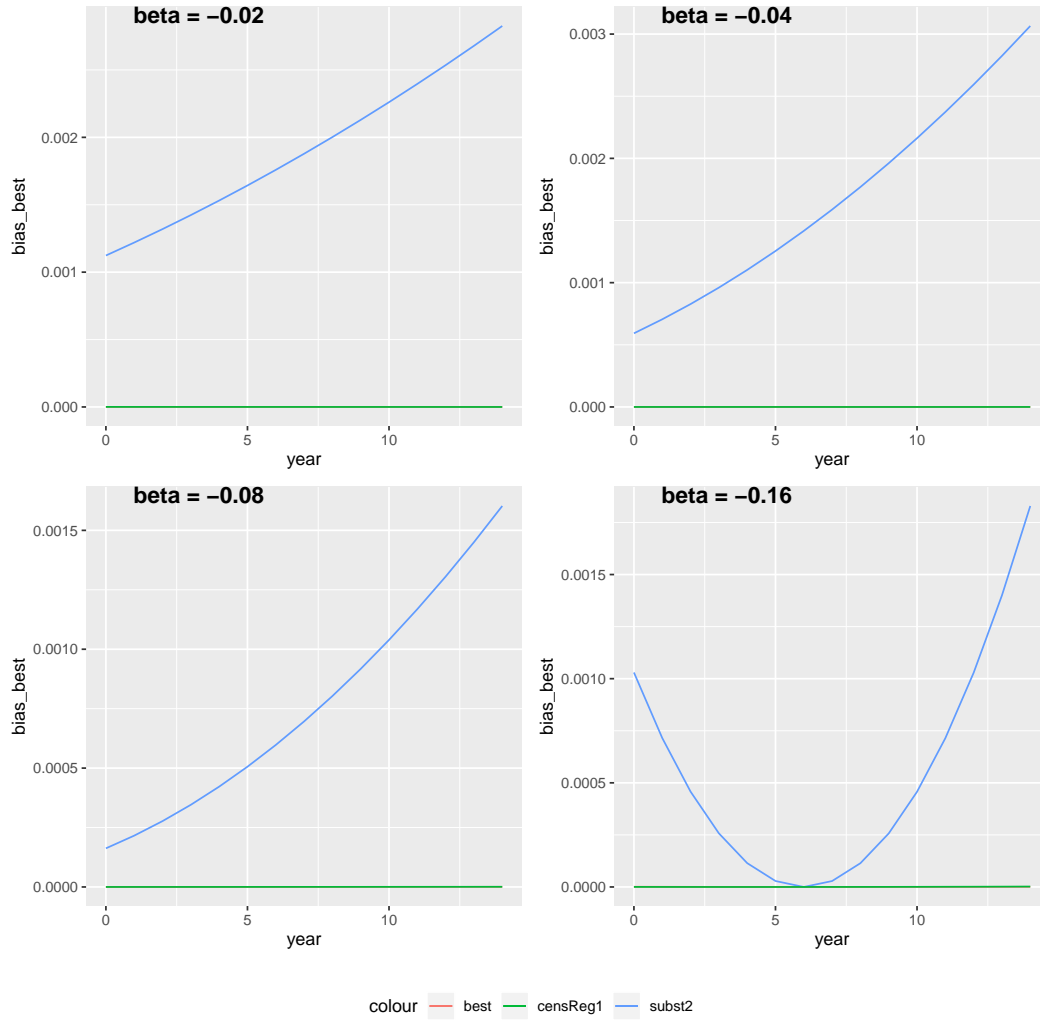 beta = −0.02
bias_best
0.002
0.001
0.000
0
5
10
year
beta = −0.04
bias_best
0.003
0.002
0.001
0.000
0
5
10
year
beta = −0.08
bias_best
0.0015
0.0010
0.0005
0.0000
0
5
10
year
beta = −0.16
bias_best
0.0015
0.0010
0.0005
0.0000
0
5
10
year
colour best censReg1 subst2